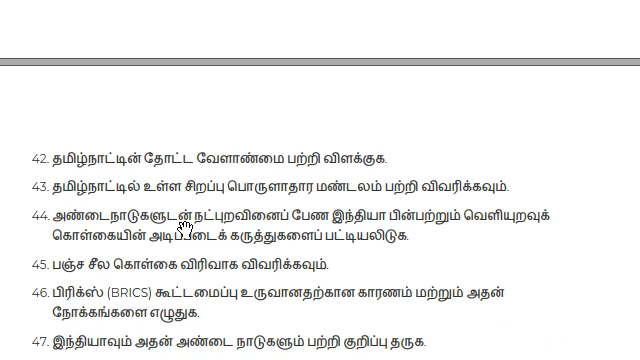 42. தமிழ்நாட்டின் தோட்ட வேளாண்மை பற்றி விளக்குக.
43. தமிழ்நாட்டில் உள்ள சிறப்பு பொருளாதார மண்டலம் பற்றி விவரிக்கவும்.
44. அண்டைநாடுகளுடன் நட்புறவினைப் பேண இந்தியா பின்பற்றும் வெளியுறவுக்
கொள்கையின் அடிப்படைக் கருத்துகளைப் பட்டியலிடுக.
45. பஞ்ச சீல கொள்கை விரிவாக விவரிக்கவும்.
46. பிரிக்ஸ் (BRICS) கூட்டமைப்பு உருவானதற்கான காரணம் மற்றும் அதன்
நோக்கங்களை எழுதுக.
47. இந்தியாவும் அதன் அண்டை நாடுகளும் பற்றி குறிப்பு தருக.